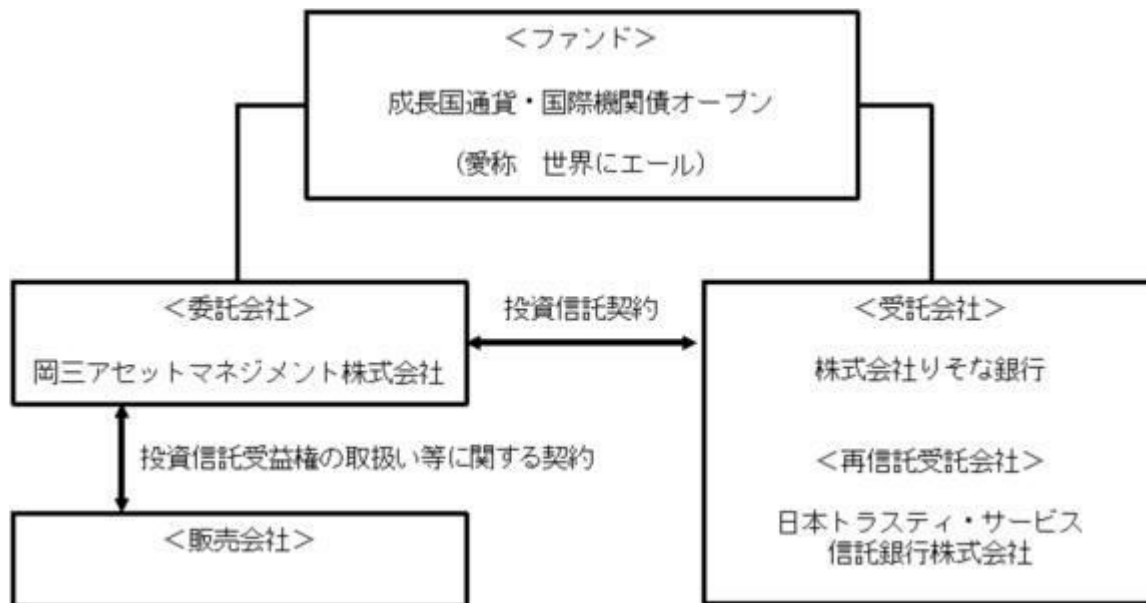 ＜ファンド＞
成長国通貨・国際機関債オープン
（愛称　世界にエール）
＜委託会社＞
岡三アセットマネジメント株式会社
投資信託契約
＜受託会社＞
株式会社りそな銀行
＜再信託受託会社＞
日本トラスティ・サービス
信託銀行株式会社
投資信託受益権の取扱い等に関する契約
＜販売会社＞